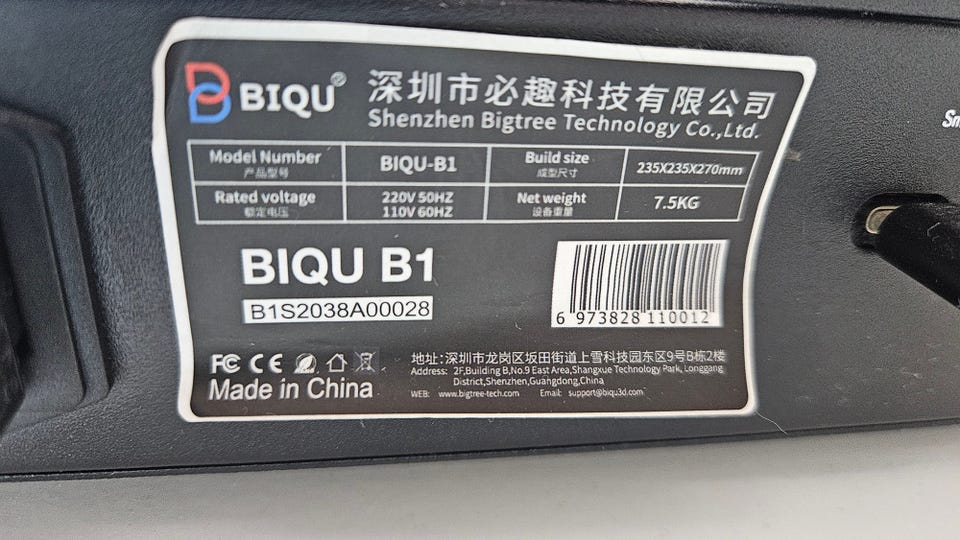 BIQU® 深圳市必趣科技有限公司
Shenzhen Bigtree Technology Co.,Ltd.
Model Number BIQU-B1 Build size 235X235X270mm
产品型号 成型尺寸
Rated voltage 220V 50HZ Net weight 7.5KG
额定电压 110V 60HZ 设备重量
BIQU B1
B1S2038A00028
6 973828 110012
FC CE
地址:深圳市龙岗区坂田街道上雪科技园东区9号B栋2楼
Made in China
Address: 2F,Building B,No.9 East Area,Shangxue Technology Park, Longgang
District,Shenzhen,Guangdong,China
WEB: www.bigtree-tech.com Email: support@biqu3d.com